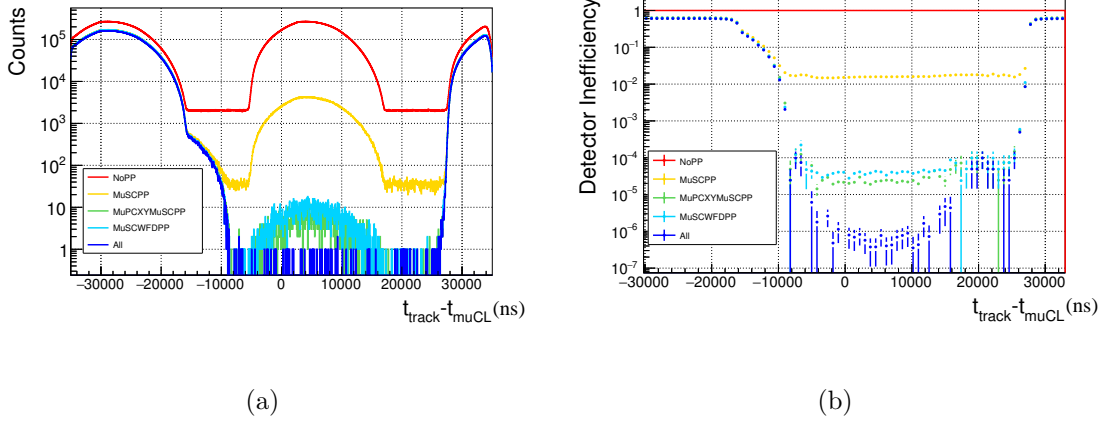 Counts
10^5
10^4
10^3
10^2
10
1
NoPP
MuSCPP
MuPCXYMuSCPP
MuSCWFDPP
All
−30000 −20000 −10000 0 10000 20000 30000
t_track-t_muCL(ns)
(a)
Detector Inefficiency
1
10^−1
10^−2
10^−3
10^−4
10^−5
10^−6
10^−7
NoPP
MuSCPP
MuPCXYMuSCPP
MuSCWFDPP
All
−30000 −20000 −10000 0 10000 20000 30000
t_track-t_muCL(ns)
(b)